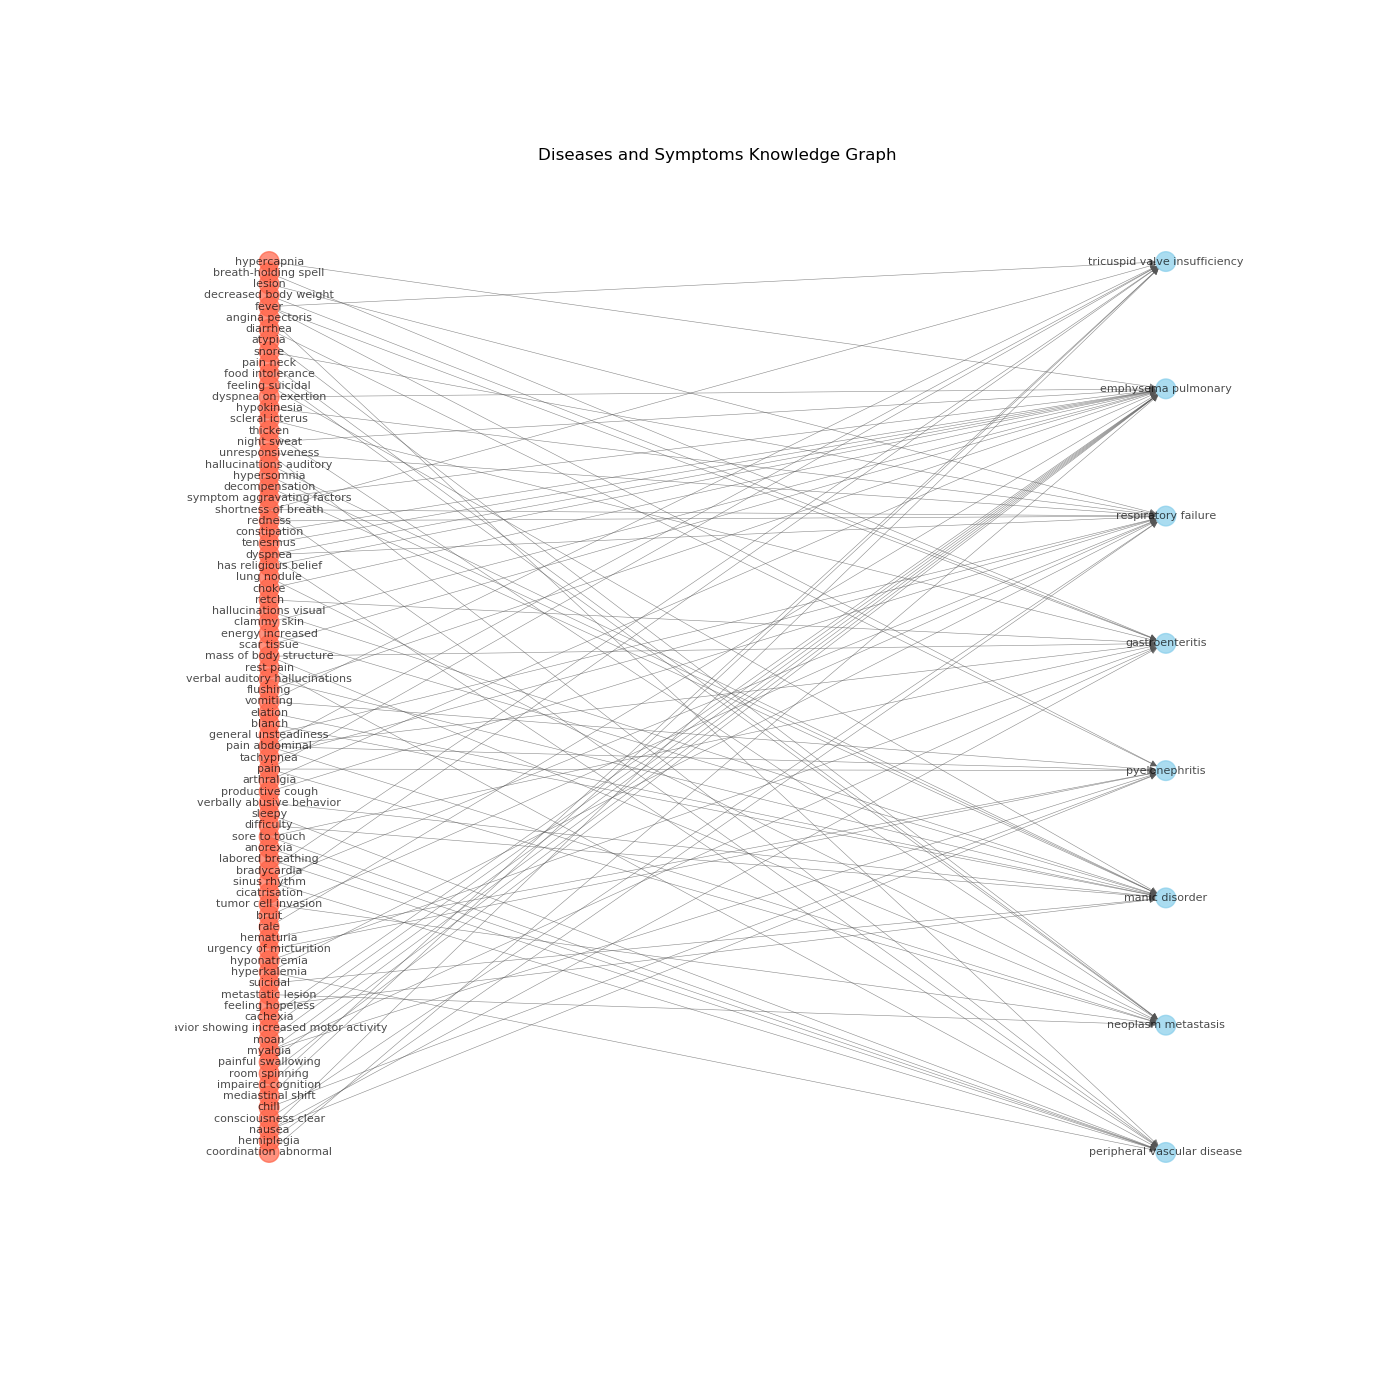 Diseases and Symptoms Knowledge Graph
hypercapnia
breath-holding spell
lesion
decreased body weight
fever
angina pectoris
diarrhea
atypia
snore
pain neck
food intolerance
feeling suicidal
dyspnea on exertion
hypokinesia
scleral icterus
thicken
night sweat
unresponsiveness
hallucinations auditory
hypersomnia
decompensation
symptom aggravating factors
shortness of breath
redness
constipation
tenesmus
dyspnea
has religious belief
lung nodule
choke
retch
hallucinations visual
clammy skin
energy increased
scar tissue
mass of body structure
rest pain
verbal auditory hallucinations
flushing
vomiting
elation
blanch
general unsteadiness
pain abdominal
tachypnea
pain
arthralgia
productive cough
verbally abusive behavior
sleepy
difficulty
sore to touch
anorexia
labored breathing
bradycardia
sinus rhythm
cicatrisation
tumor cell invasion
bruit
rale
hematuria
urgency of micturition
hyponatremia
hyperkalemia
suicidal
metastatic lesion
feeling hopeless
cachexia
avior showing increased motor activity
moan
myalgia
painful swallowing
room spinning
impaired cognition
mediastinal shift
chill
consciousness clear
nausea
hemiplegia
coordination abnormal
tricuspid valve insufficiency
emphysema pulmonary
respiratory failure
gastroenteritis
pyelonephritis
manic disorder
neoplasm metastasis
peripheral vascular disease